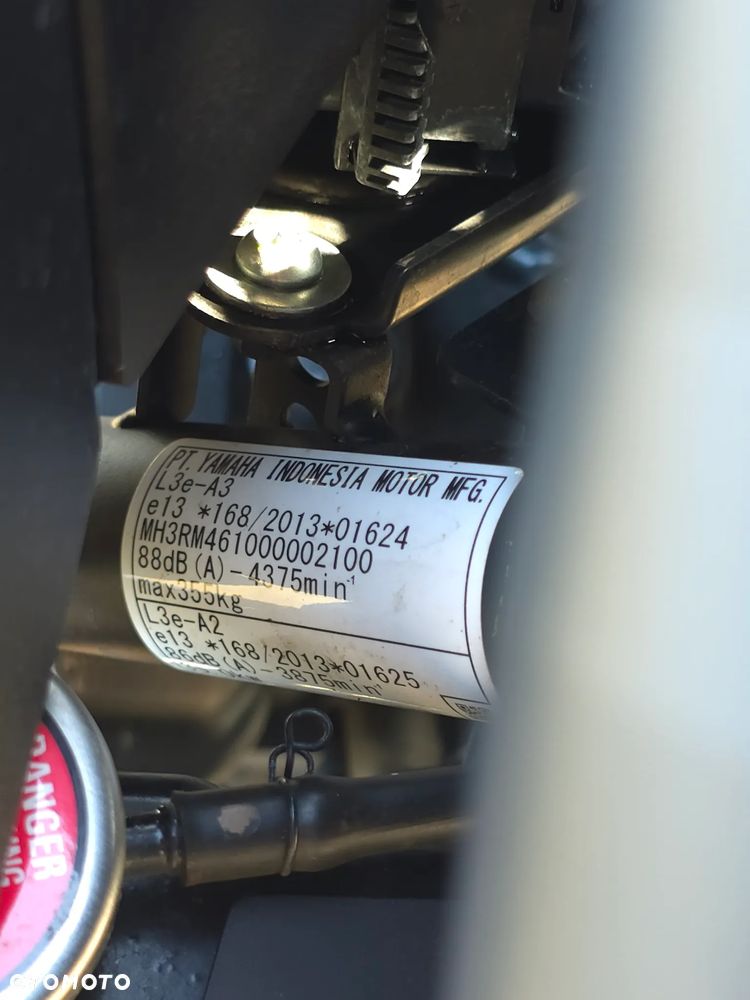 PT. YAMAHA INDONESIA MOTOR MFG.
L3e-A3
e13 *168/2013*01624
MH3RM461000002100
88dB(A)-4375min-1
max355kg
L3e-A2
e13 *168/2013*01625
86dB(A)-3875min-1
DANGER
OTOMOTO